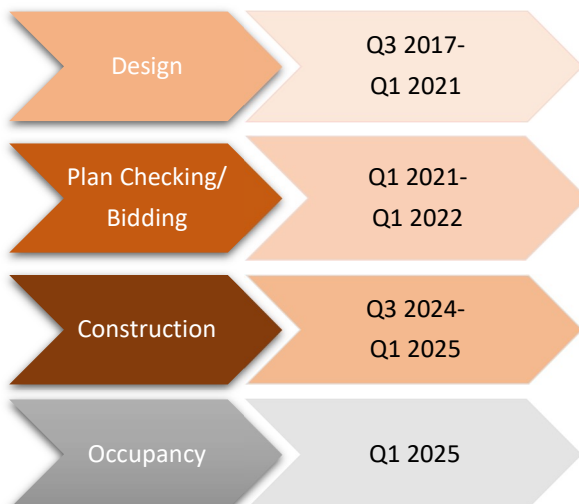 Design
Q3 2017-
Q1 2021
Plan Checking/
Bidding
Q1 2021-
Q1 2022
Construction
Q3 2024-
Q1 2025
Occupancy
Q1 2025